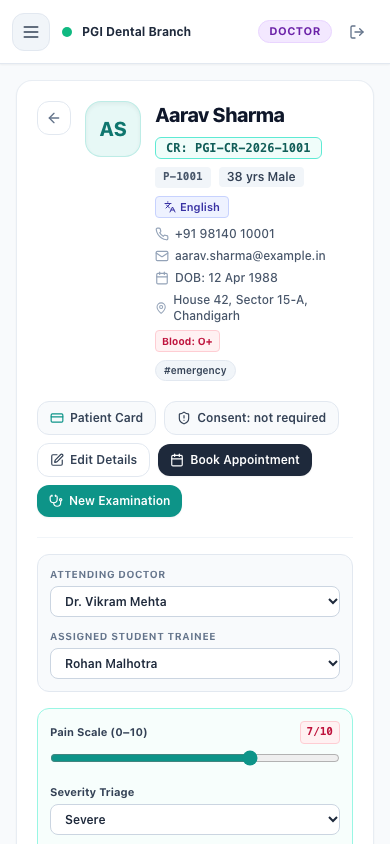 PGI Dental Branch
DOCTOR
AS
Aarav Sharma
CR: PGI-CR-2026-1001
P-1001
38 yrs Male
English
+91 98140 10001
aarav.sharma@example.in
DOB: 12 Apr 1988
House 42, Sector 15-A,
Chandigarh
Blood: O+
#emergency
Patient Card
Consent: not required
Edit Details
Book Appointment
New Examination
ATTENDING DOCTOR
Dr. Vikram Mehta
ASSIGNED STUDENT TRAINEE
Rohan Malhotra
Pain Scale (0–10)
7/10
Severity Triage
Severe